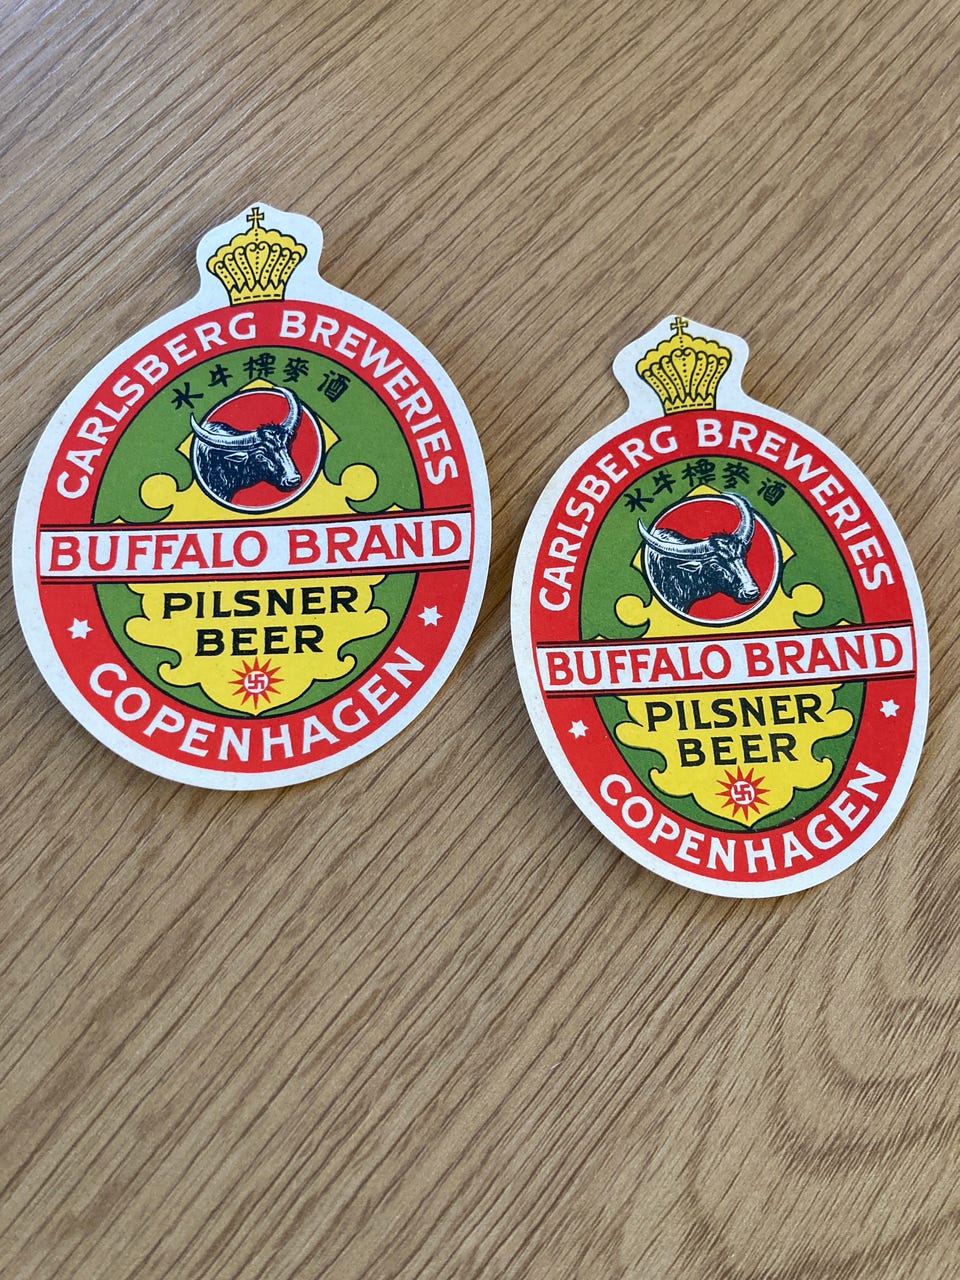 CARLSBERG BREWERIES
水牛標麥酒
BUFFALO BRAND
PILSNER
BEER
COPENHAGEN
CARLSBERG BREWERIES
水牛標麥酒
BUFFALO BRAND
PILSNER
BEER
COPENHAGEN